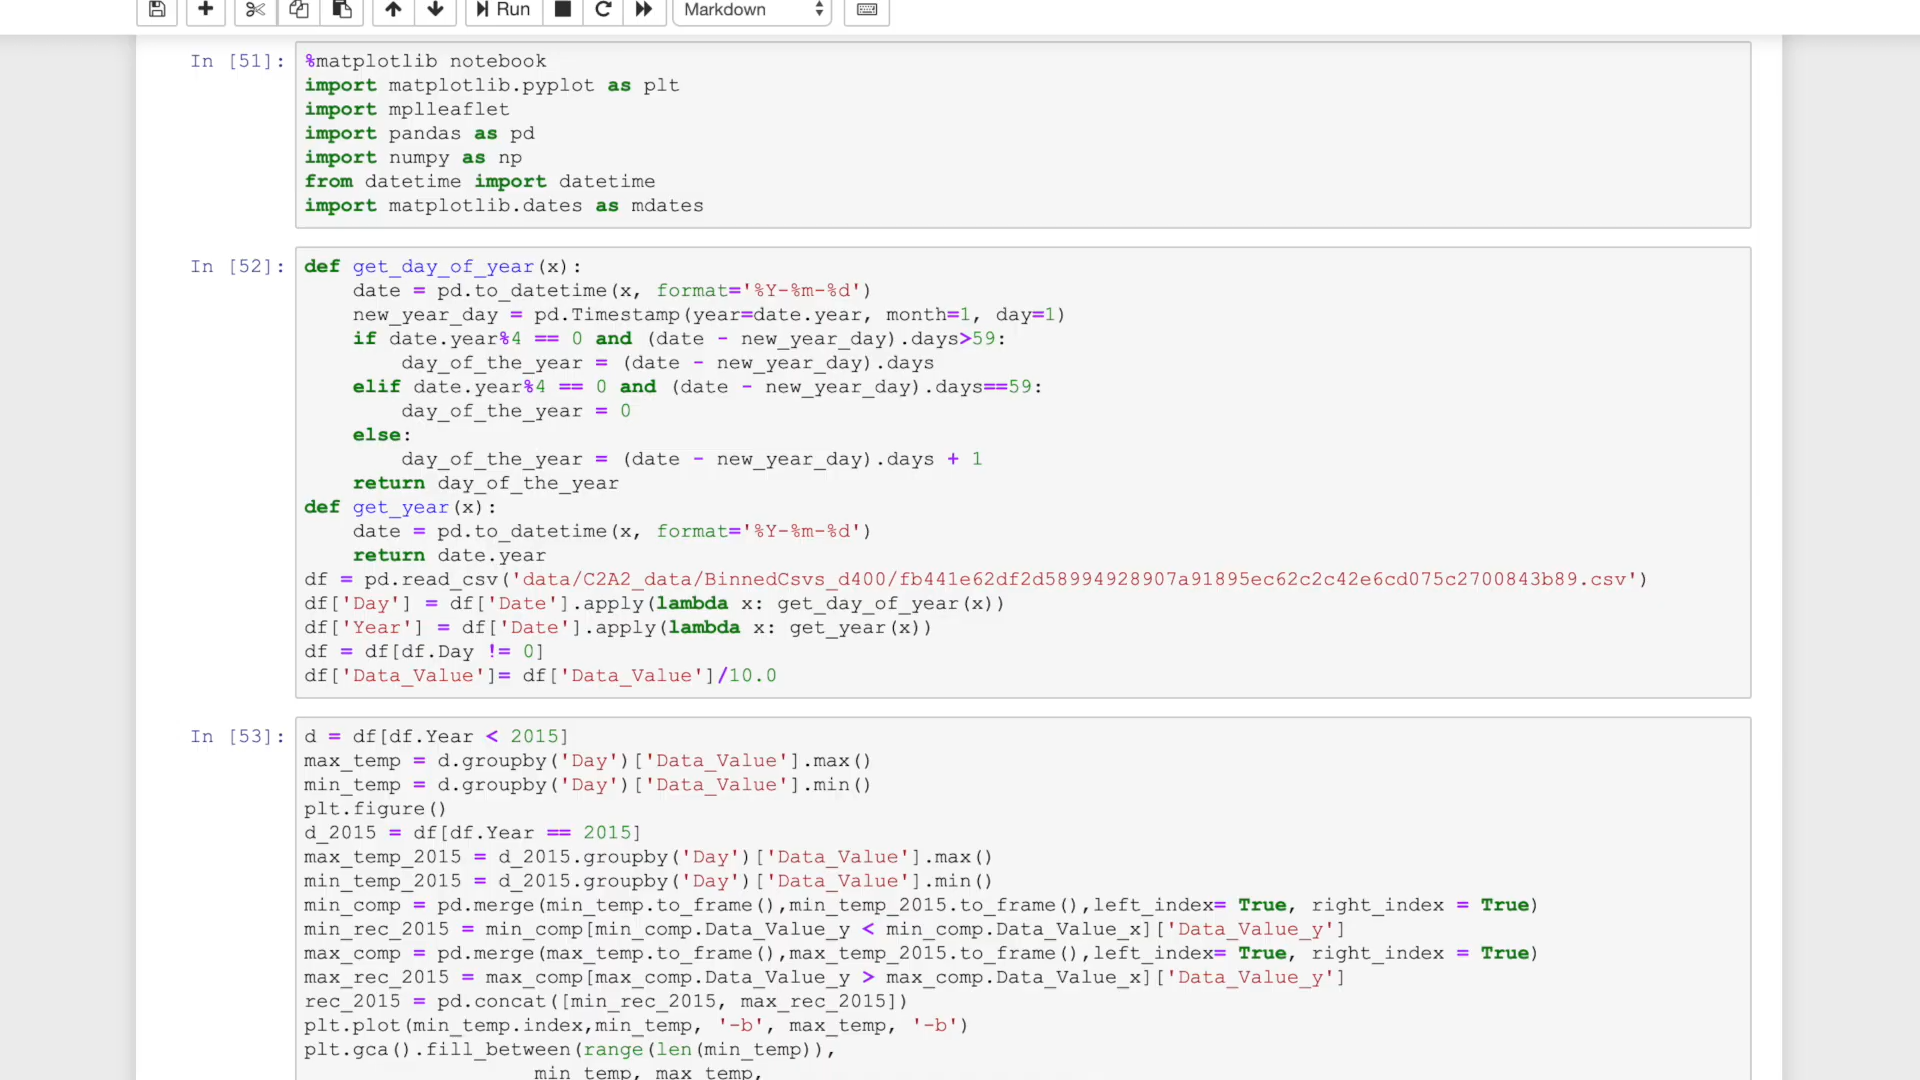 Run
Markdown
In [51]:
%matplotlib notebook
import matplotlib.pyplot as plt
import mplleaflet
import pandas as pd
import numpy as np
from datetime import datetime
import matplotlib.dates as mdates
In [52]:
def get_day_of_year(x):
    date = pd.to_datetime(x, format='%Y-%m-%d')
    new_year_day = pd.Timestamp(year=date.year, month=1, day=1)
    if date.year%4 == 0 and (date - new_year_day).days>59:
        day_of_the_year = (date - new_year_day).days
    elif date.year%4 == 0 and (date - new_year_day).days==59:
        day_of_the_year = 0
    else:
        day_of_the_year = (date - new_year_day).days + 1
    return day_of_the_year
def get_year(x):
    date = pd.to_datetime(x, format='%Y-%m-%d')
    return date.year
df = pd.read_csv('data/C2A2_data/BinnedCsvs_d400/fb441e62df2d58994928907a91895ec62c2c42e6cd075c2700843b89.csv')
df['Day'] = df['Date'].apply(lambda x: get_day_of_year(x))
df['Year'] = df['Date'].apply(lambda x: get_year(x))
df = df[df.Day != 0]
df['Data_Value']= df['Data_Value']/10.0
In [53]:
d = df[df.Year < 2015]
max_temp = d.groupby('Day')['Data_Value'].max()
min_temp = d.groupby('Day')['Data_Value'].min()
plt.figure()
d_2015 = df[df.Year == 2015]
max_temp_2015 = d_2015.groupby('Day')['Data_Value'].max()
min_temp_2015 = d_2015.groupby('Day')['Data_Value'].min()
min_comp = pd.merge(min_temp.to_frame(),min_temp_2015.to_frame(),left_index= True, right_index = True)
min_rec_2015 = min_comp[min_comp.Data_Value_y < min_comp.Data_Value_x]['Data_Value_y']
max_comp = pd.merge(max_temp.to_frame(),max_temp_2015.to_frame(),left_index= True, right_index = True)
max_rec_2015 = max_comp[max_comp.Data_Value_y > max_comp.Data_Value_x]['Data_Value_y']
rec_2015 = pd.concat([min_rec_2015, max_rec_2015])
plt.plot(min_temp.index,min_temp, '-b', max_temp, '-b')
plt.gca().fill_between(range(len(min_temp)),
                   min_temp, max_temp,